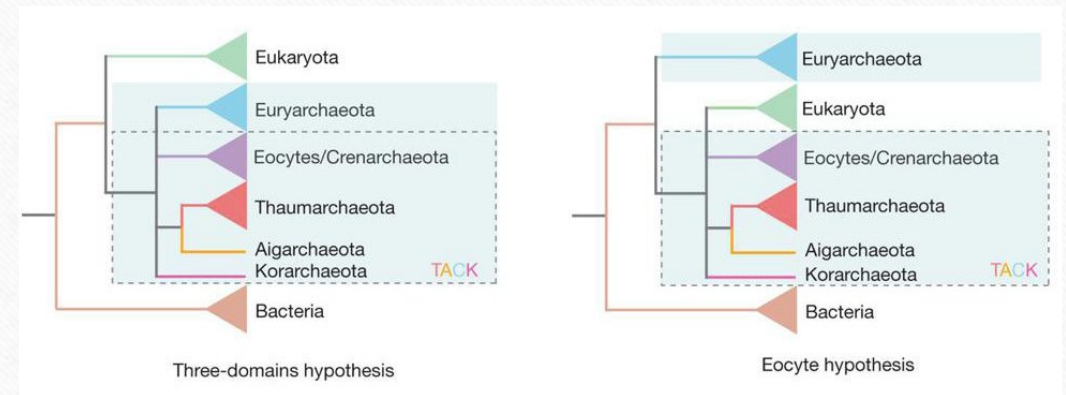 Eukaryota
Euryarchaeota
Eocytes/Crenarchaeota
Thaumarchaeota
Aigarchaeota
Korarchaeota
TACK
Bacteria
Three-domains hypothesis
Euryarchaeota
Eukaryota
Eocytes/Crenarchaeota
Thaumarchaeota
Aigarchaeota
Korarchaeota
TACK
Bacteria
Eocyte hypothesis